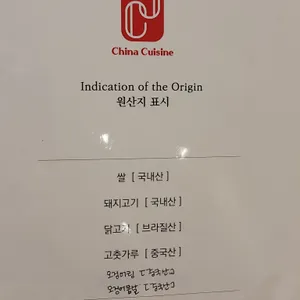 China Cuisine
Indication of the Origin
원산지 표시
쌀 [ 국내산 ]
돼지고기 [ 국내산 ]
닭고기 [ 브라질산 ]
고춧가루 [ 중국산 ]